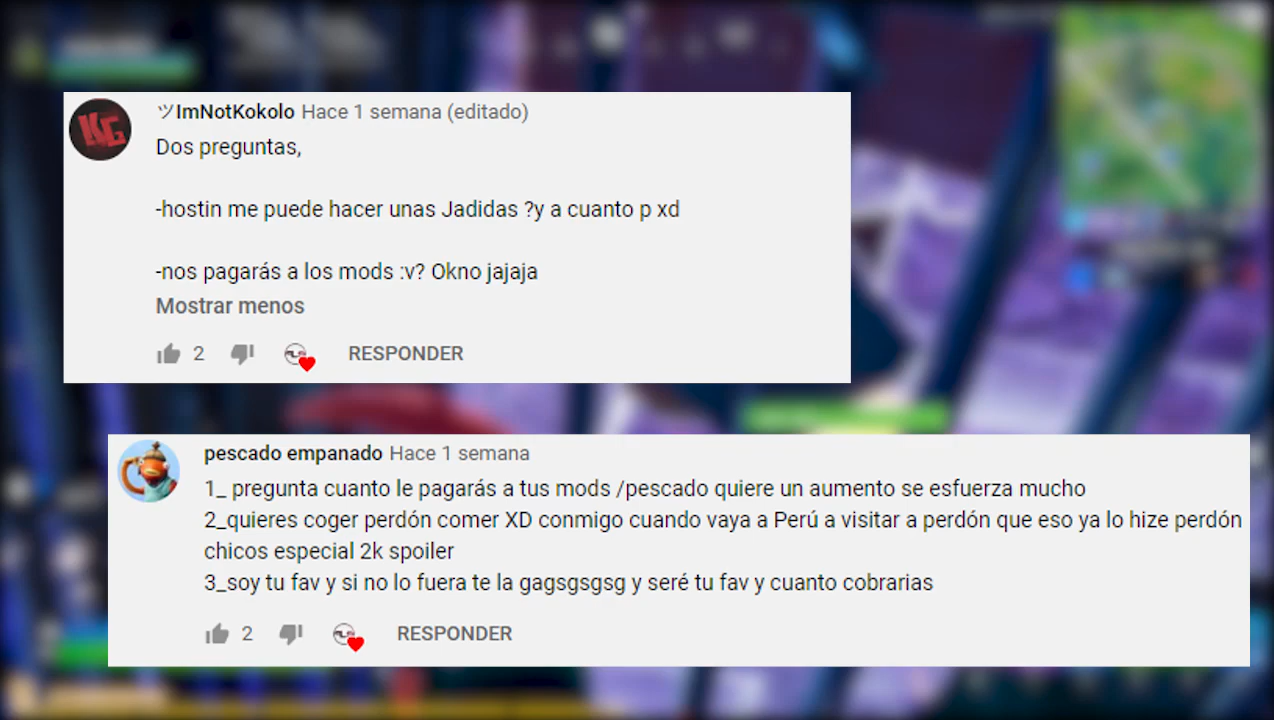 ツImNotKokolo Hace 1 semana (editado)
Dos preguntas,
-hostin me puede hacer unas Jadidas ?y a cuanto p xd
-nos pagarás a los mods :v? Okno jajaja
Mostrar menos
2 RESPONDER
pescado empanado Hace 1 semana
1_ pregunta cuanto le pagarás a tus mods /pescado quiere un aumento se esfuerza mucho
2_quieres coger perdón comer XD conmigo cuando vaya a Perú a visitar a perdón que eso ya lo hize perdón
chicos especial 2k spoiler
3_soy tu fav y si no lo fuera te la gagsgsgsg y seré tu fav y cuanto cobrarias
2 RESPONDER